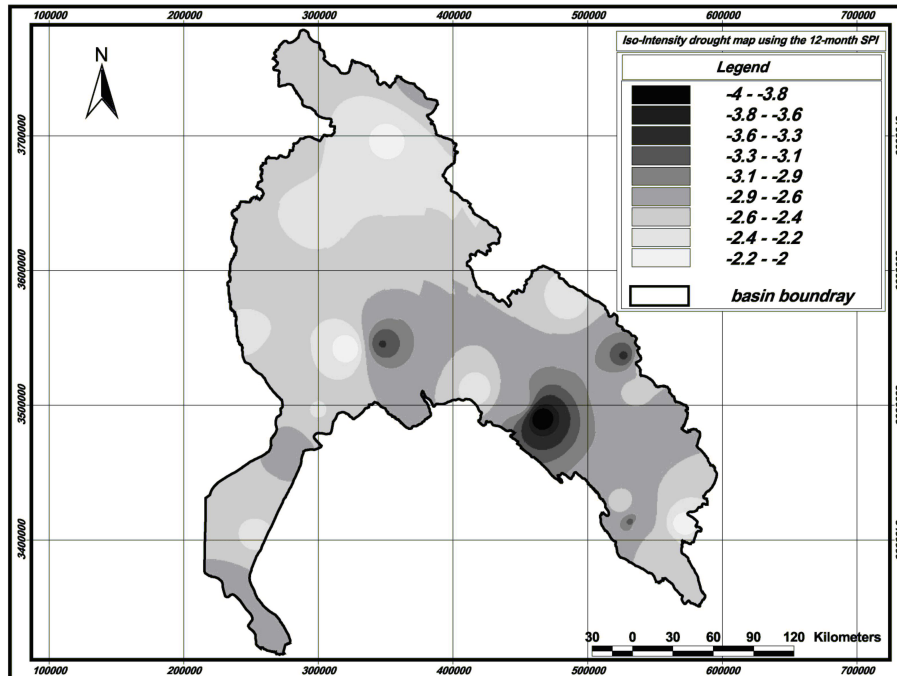 100000 200000 300000 400000 500000 600000 700000
N
Iso-Intensity drought map using the 12-month SPI
Legend
-4 - -3.8
-3.8 - -3.6
-3.6 - -3.3
-3.3 - -3.1
-3.1 - -2.9
-2.9 - -2.6
-2.6 - -2.4
-2.4 - -2.2
-2.2 - -2
basin boundray
3700000
3600000
3500000
3400000
30 0 30 60 90 120 Kilometers
100000 200000 300000 400000 500000 600000 700000